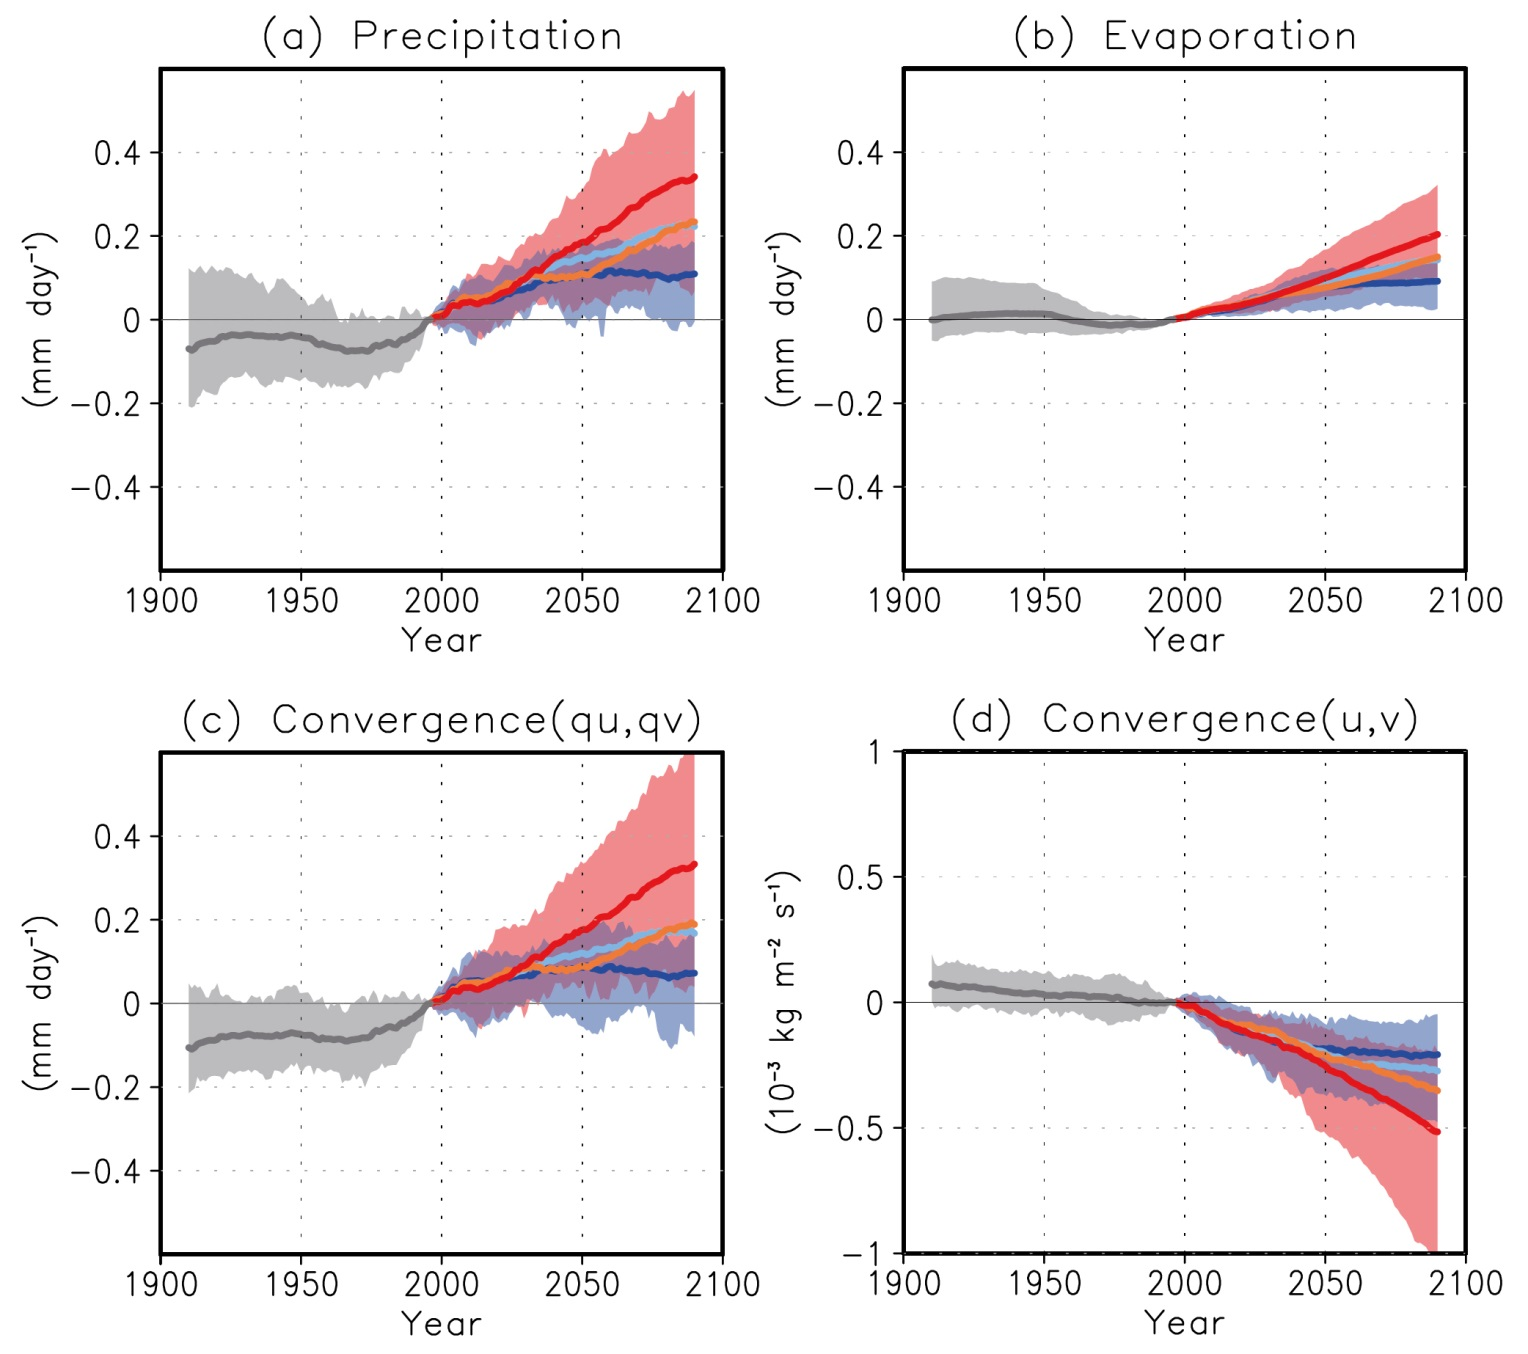 (a) Precipitation
0.4
0.2
0
−0.2
−0.4
(mm day⁻¹)
1900 1950 2000 2050 2100
Year
(b) Evaporation
0.4
0.2
0
−0.2
−0.4
(mm day⁻¹)
1900 1950 2000 2050 2100
Year
(c) Convergence(qu,qv)
0.4
0.2
0
−0.2
−0.4
(mm day⁻¹)
1900 1950 2000 2050 2100
Year
(d) Convergence(u,v)
1
0.5
0
−0.5
−1
(10⁻³ kg m⁻² s⁻¹)
1900 1950 2000 2050 2100
Year